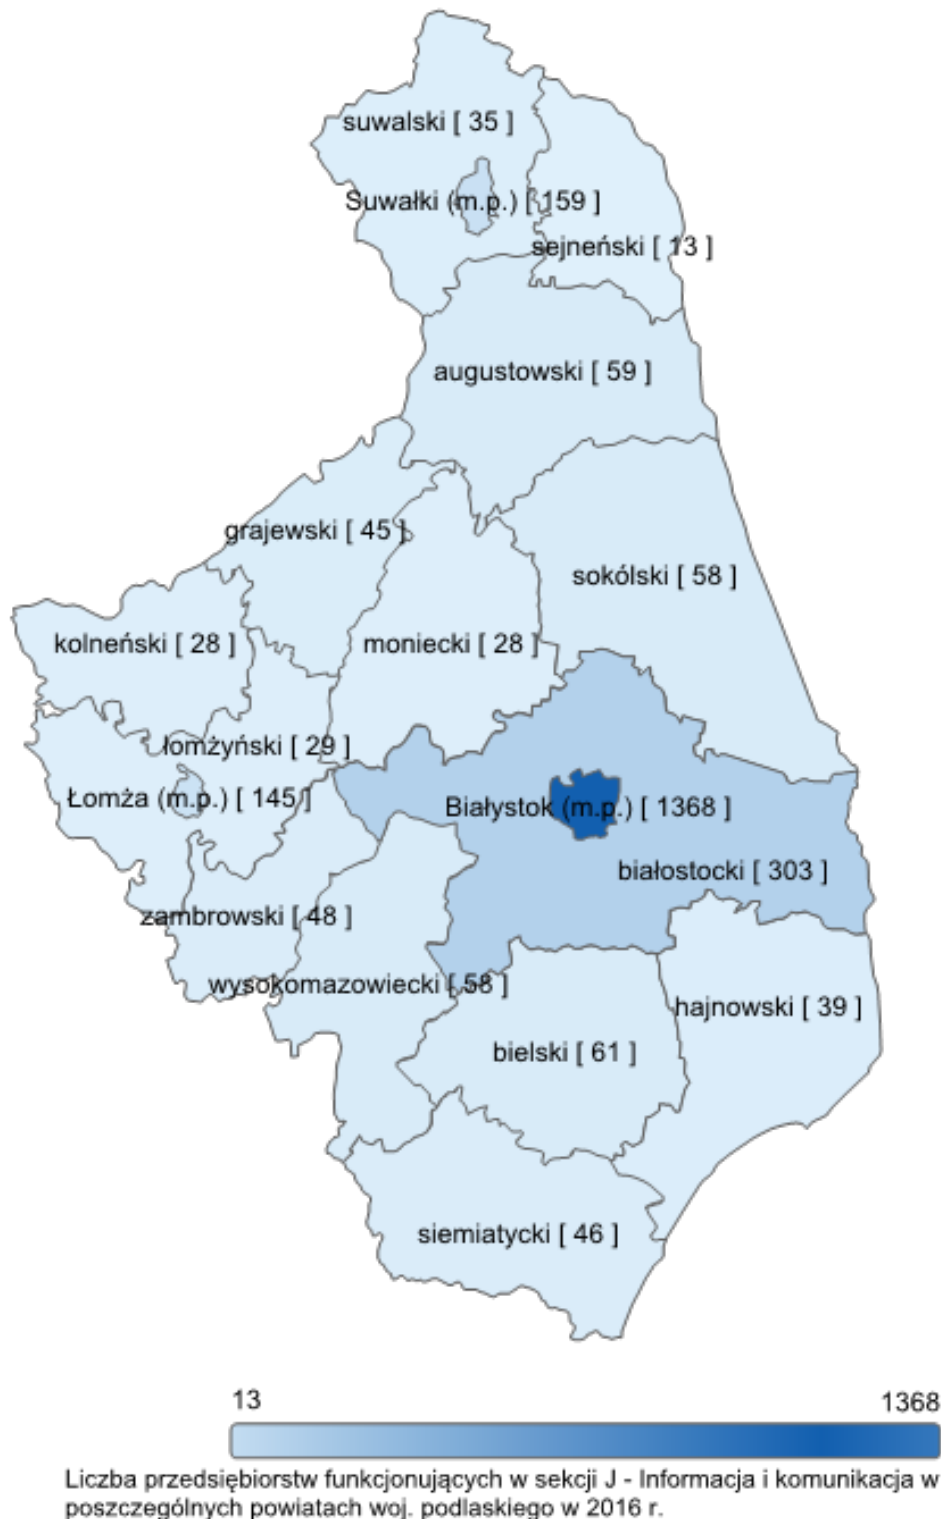 suwalski [ 35 ]
Suwałki (m.p.) [ 159 ]
sejneński [ 13 ]
augustowski [ 59 ]
grajewski [ 45 ]
sokólski [ 58 ]
kolneński [ 28 ]
moniecki [ 28 ]
łomżyński [ 29 ]
Łomża (m.p.) [ 145 ]
Białystok (m.p.) [ 1368 ]
białostocki [ 303 ]
zambrowski [ 48 ]
wysokomazowiecki [ 58 ]
hajnowski [ 39 ]
bielski [ 61 ]
siemiatycki [ 46 ]
13 1368
Liczba przedsiębiorstw funkcjonujących w sekcji J - Informacja i komunikacja w
poszczególnych powiatach woj. podlaskiego w 2016 r.